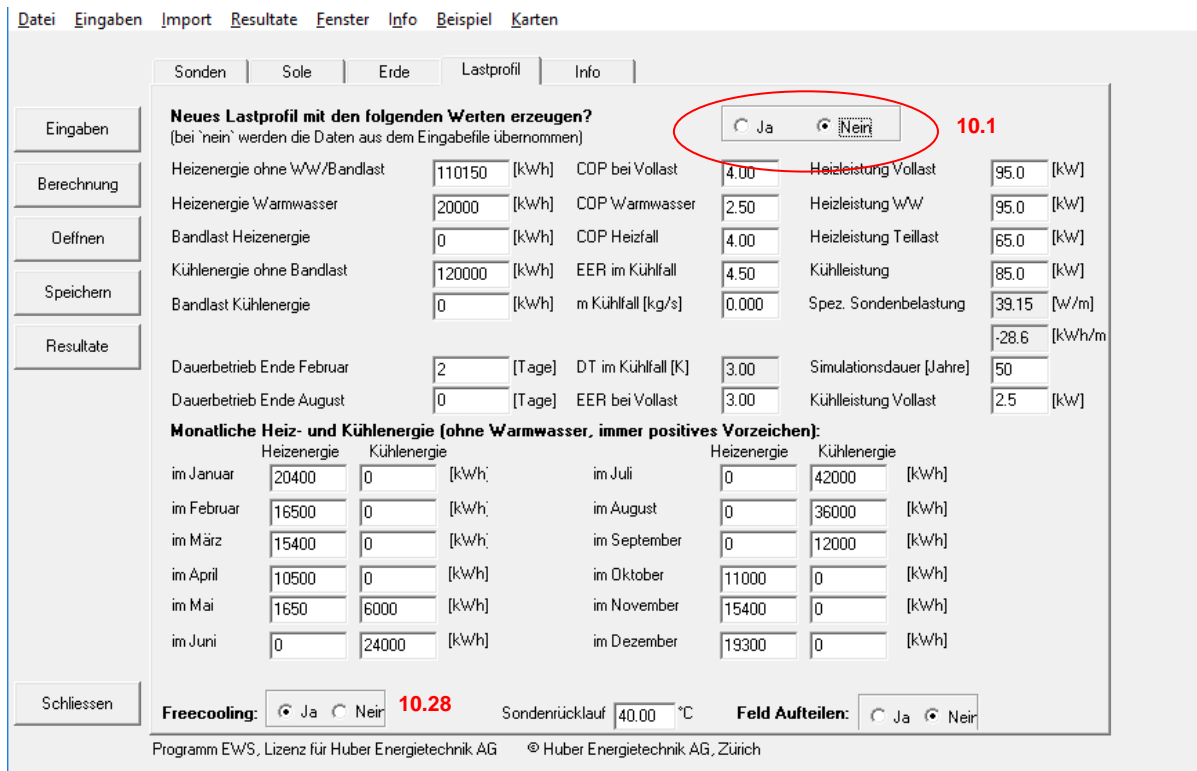 Datei Eingaben Import Resultate Fenster Info Beispiel Karten
Sonden Sole Erde Lastprofil Info
Eingaben
Berechnung
Oeffnen
Speichern
Resultate
Schliessen
Neues Lastprofil mit den folgenden Werten erzeugen? Ja Nein 10.1
(bei `nein` werden die Daten aus dem Eingabefile übernommen)
Heizenergie ohne WW/Bandlast 110150 [kWh] COP bei Vollast 4.00 Heizleistung Vollast 95.0 [kW]
Heizenergie Warmwasser 20000 [kWh] COP Warmwasser 2.50 Heizleistung WW 95.0 [kW]
Bandlast Heizenergie 0 [kWh] COP Heizfall 4.00 Heizleistung Teillast 65.0 [kW]
Kühlenergie ohne Bandlast 120000 [kWh] EER im Kühlfall 4.50 Kühlleistung 85.0 [kW]
Bandlast Kühlenergie 0 [kWh] m Kühlfall [kg/s] 0.000 Spez. Sondenbelastung 39.15 [W/m]
-28.6 [kWh/m
Dauerbetrieb Ende Februar 2 [Tage] DT im Kühlfall [K] 3.00 Simulationsdauer [Jahre] 50
Dauerbetrieb Ende August 0 [Tage] EER bei Vollast 3.00 Kühlleistung Vollast 2.5 [kW]
Monatliche Heiz- und Kühlenergie (ohne Warmwasser, immer positives Vorzeichen):
Heizenergie Kühlenergie Heizenergie Kühlenergie
im Januar 20400 0 [kWh] im Juli 0 42000 [kWh]
im Februar 16500 0 [kWh] im August 0 36000 [kWh]
im März 15400 0 [kWh] im September 0 12000 [kWh]
im April 10500 0 [kWh] im Oktober 11000 0 [kWh]
im Mai 1650 6000 [kWh] im November 15400 0 [kWh]
im Juni 0 24000 [kWh] im Dezember 19300 0 [kWh]
Freecooling: Ja Nein 10.28 Sondenrücklauf 40.00 °C Feld Aufteilen: Ja Nein
Programm EWS, Lizenz für Huber Energietechnik AG © Huber Energietechnik AG, Zürich